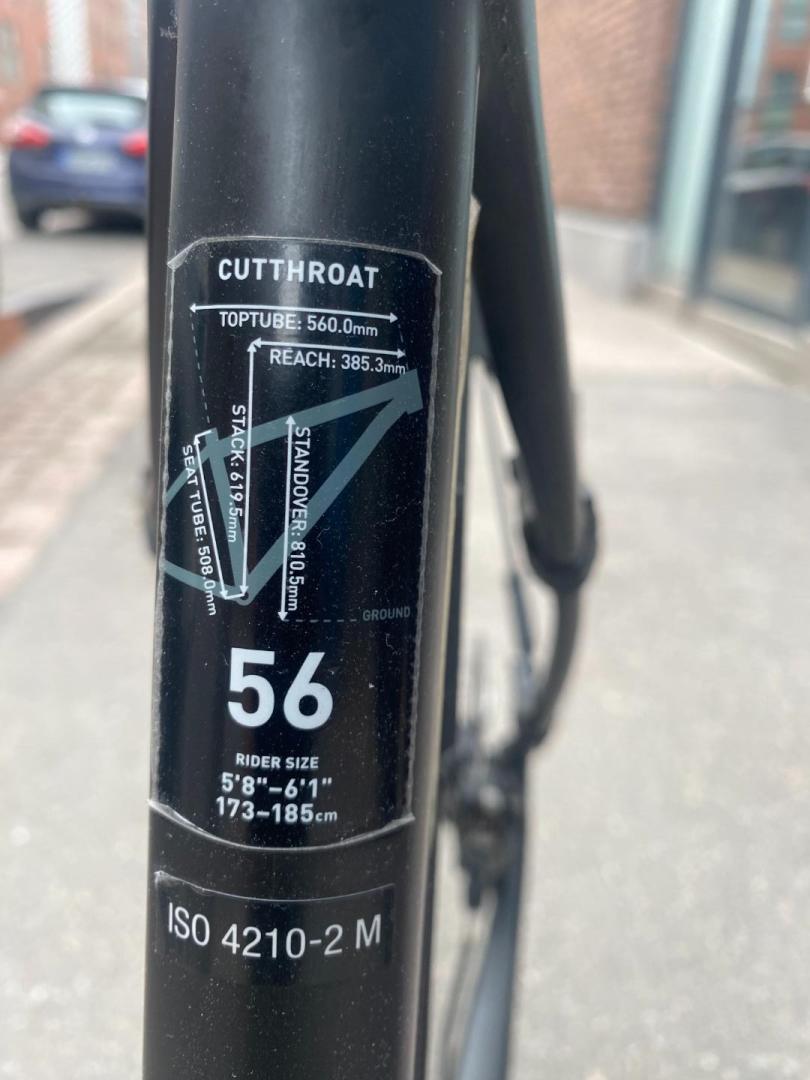 CUTTHROAT
TOPTUBE: 560.0mm
REACH: 385.3mm
STACK: 619.5mm
STANDOVER: 810.5mm
SEAT TUBE: 508.0mm
GROUND
56
RIDER SIZE
5'8"–6'1"
173–185cm
ISO 4210-2 M